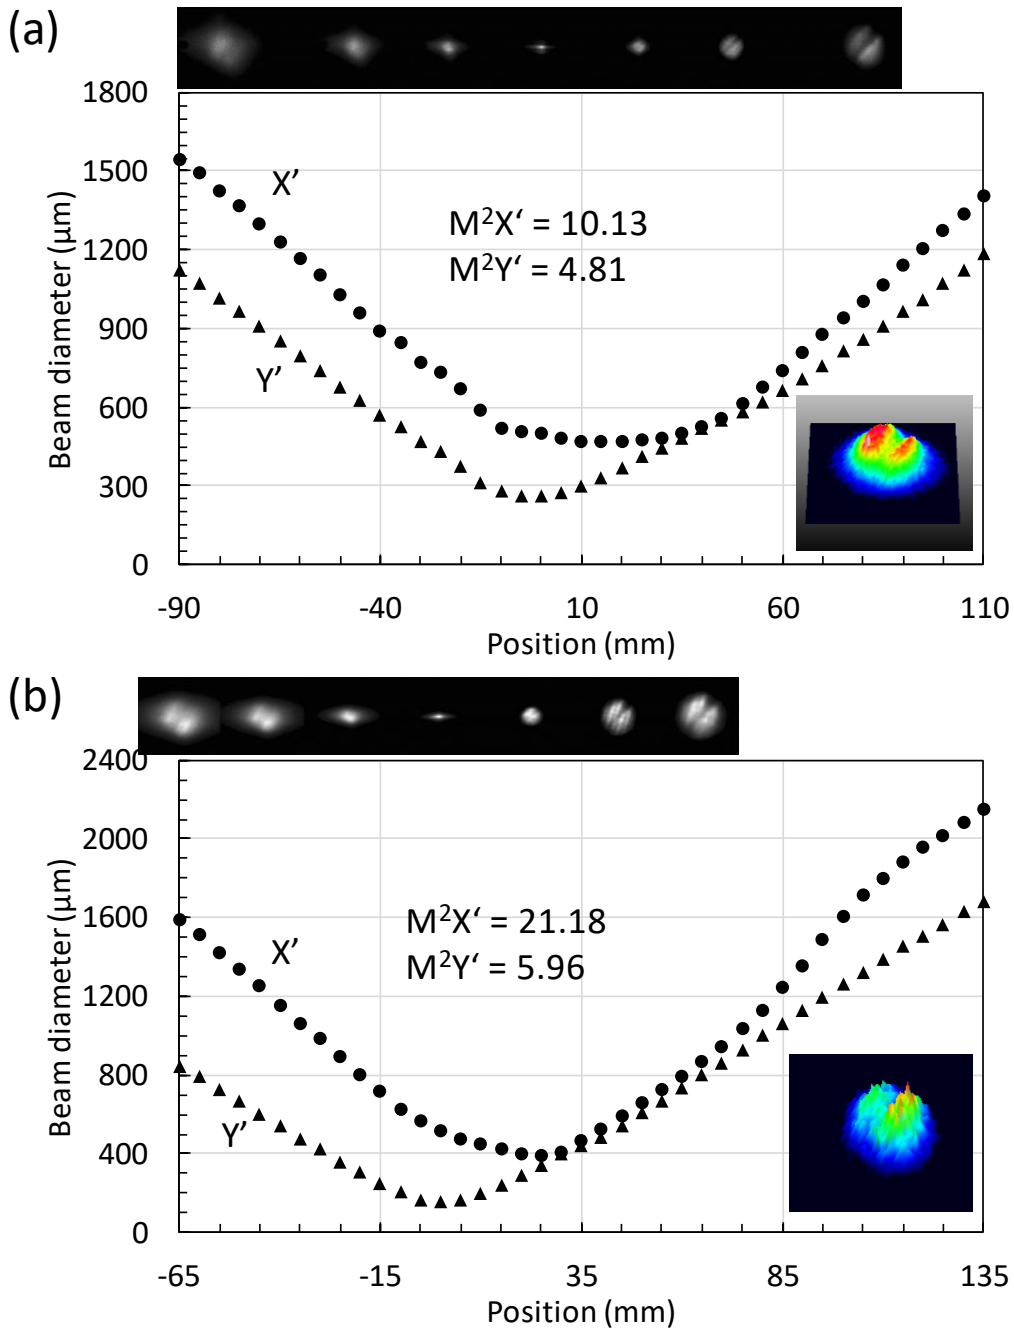 (a)
1800
1500
1200
900
600
300
0
Beam diameter (µm)
X’
M²X‘ = 10.13
M²Y‘ = 4.81
Y’
-90 -40 10 60 110
Position (mm)
(b)
2400
2000
1600
1200
800
400
0
Beam diameter (µm)
X’
M²X‘ = 21.18
M²Y‘ = 5.96
Y’
-65 -15 35 85 135
Position (mm)